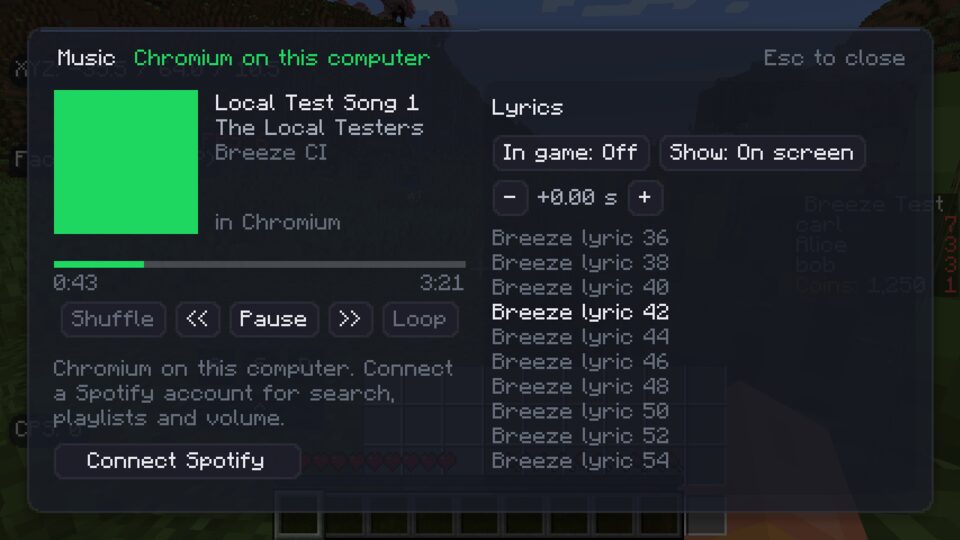 Music Chromium on this computer
Esc to close
Local Test Song 1
The Local Testers
Breeze CI
in Chromium
0:43
3:21
Shuffle << Pause >> Loop
Chromium on this computer. Connect
a Spotify account for search,
playlists and volume.
Connect Spotify
Lyrics
In game: Off
Show: On screen
- +0.00 s +
Breeze lyric 36
Breeze lyric 38
Breeze lyric 40
Breeze lyric 42
Breeze lyric 44
Breeze lyric 46
Breeze lyric 48
Breeze lyric 50
Breeze lyric 52
Breeze lyric 54
Breeze Test
carl 7
Alice 3
bob 3
Coins: 1,250 1